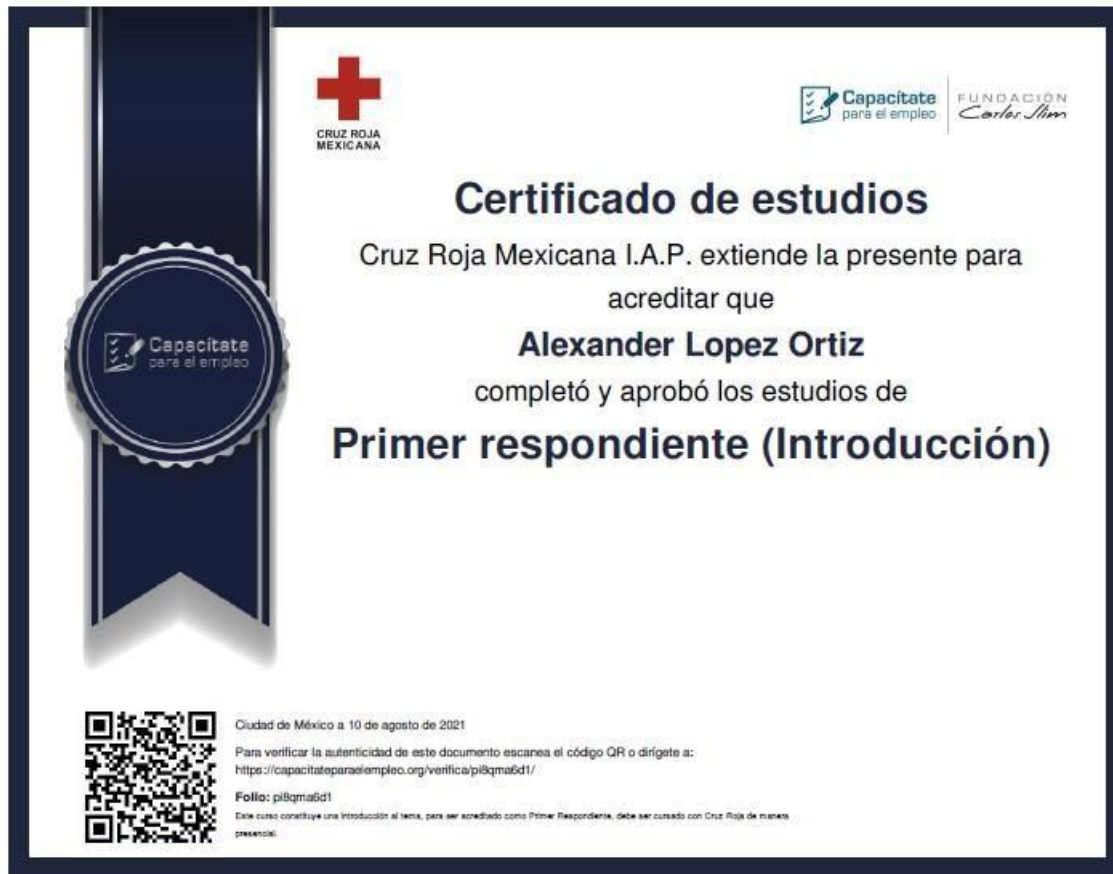 CRUZ ROJA
MEXICANA
Capacítate
para el empleo
FUNDACIÓN
Carlos Slim
Certificado de estudios
Cruz Roja Mexicana I.A.P. extiende la presente para
acreditar que
Alexander Lopez Ortiz
completó y aprobó los estudios de
Primer respondiente (Introducción)
Capacítate
para el empleo
Ciudad de México a 10 de agosto de 2021
Para verificar la autenticidad de este documento escanea el código QR o dirígete a:
https://capacitateparaelempleo.org/verifica/pi8qma6d1/
Folio: pi8qma6d1
Este curso constituye una introducción al tema, para ser acreditado como Primer Respondiente, debe ser cursado con Cruz Roja de manera
presencial.